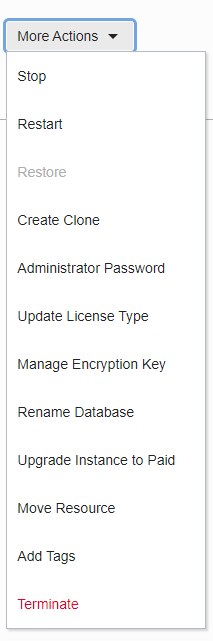 More Actions
Stop
Restart
Restore
Create Clone
Administrator Password
Update License Type
Manage Encryption Key
Rename Database
Upgrade Instance to Paid
Move Resource
Add Tags
Terminate